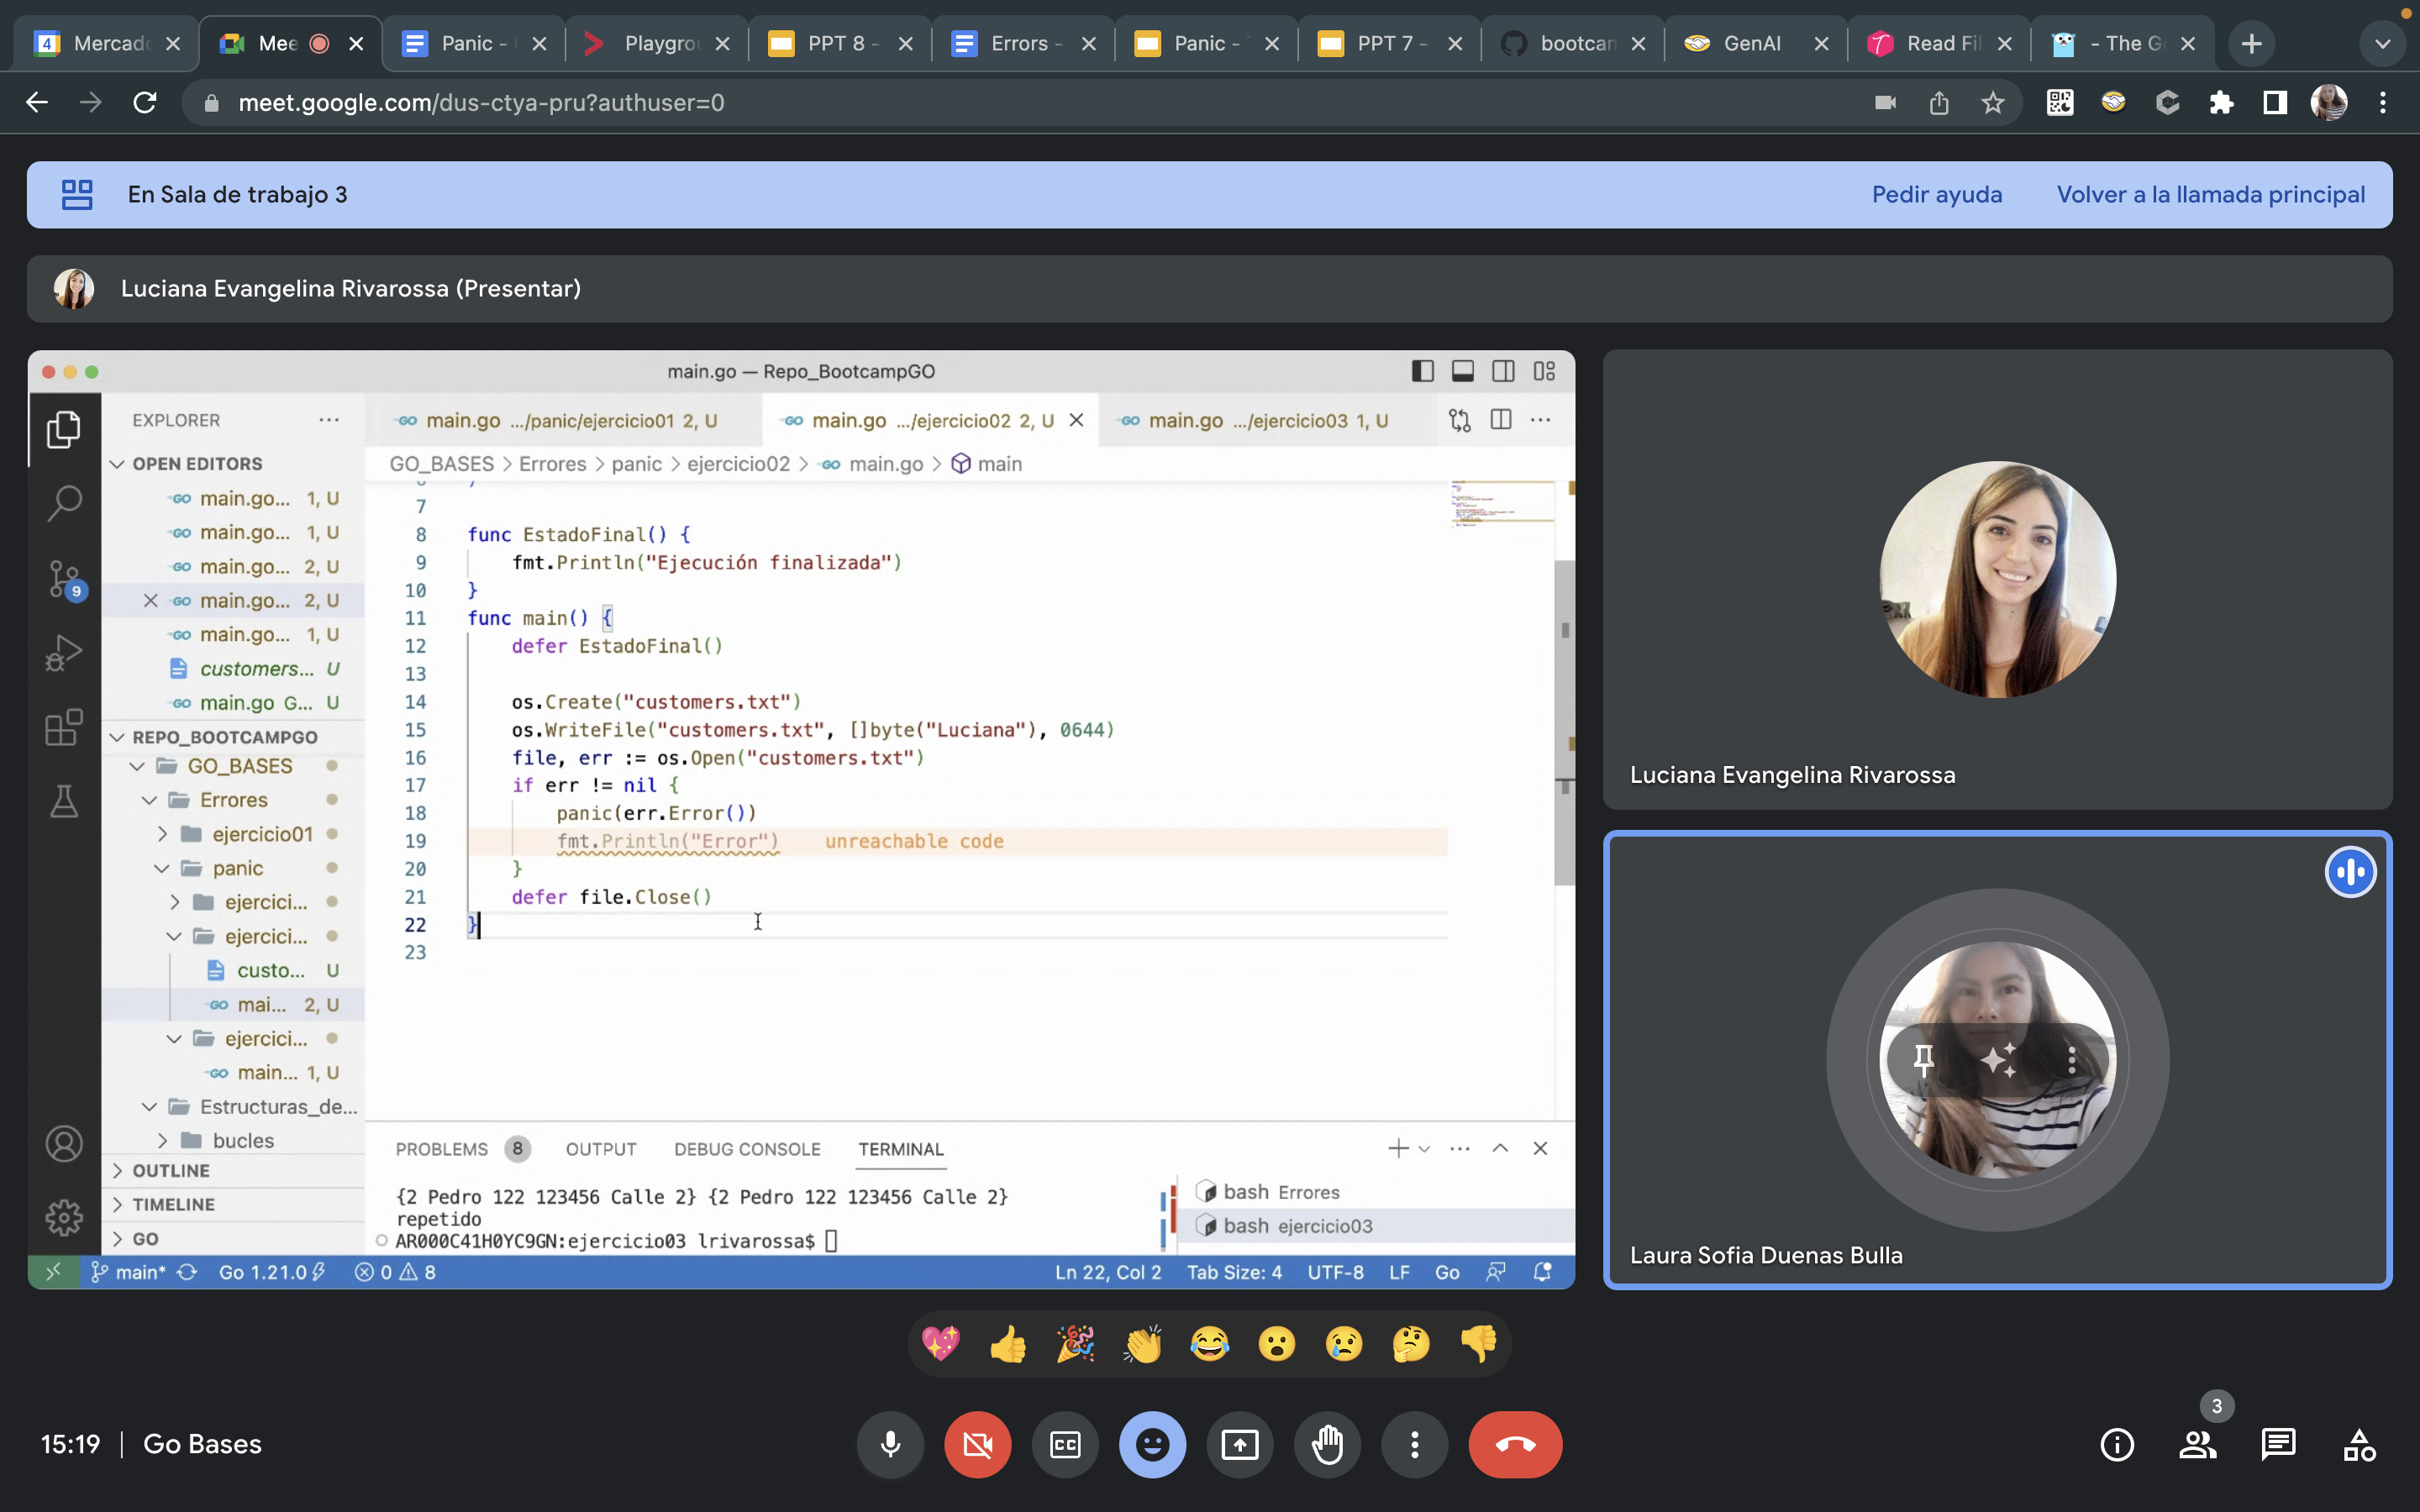 4 Mercado
Mee
Panic -
Playgro
PPT 8 -
Errors -
Panic -
PPT 7 -
bootcam
GenAI
Read Fil
- The G
meet.google.com/dus-ctya-pru?authuser=0
En Sala de trabajo 3
Pedir ayuda
Volver a la llamada principal
Luciana Evangelina Rivarossa (Presentar)
main.go — Repo_BootcampGO
EXPLORER
main.go .../panic/ejercicio01 2, U
main.go .../ejercicio02 2, U
main.go .../ejercicio03 1, U
OPEN EDITORS
GO_BASES > Errores > panic > ejercicio02 > main.go > main
main.go... 1, U
main.go... 1, U
main.go... 2, U
main.go... 2, U
main.go... 1, U
customers... U
main.go G... U
9
REPO_BOOTCAMPGO
GO_BASES
Errores
ejercicio01
panic
ejercici...
ejercici...
custo... U
mai... 2, U
ejercici...
main... 1, U
Estructuras_de...
bucles
OUTLINE
TIMELINE
GO
7
8 func EstadoFinal() {
9 fmt.Println("Ejecución finalizada")
10 }
11 func main() {
12 defer EstadoFinal()
13
14 os.Create("customers.txt")
15 os.WriteFile("customers.txt", []byte("Luciana"), 0644)
16 file, err := os.Open("customers.txt")
17 if err != nil {
18 panic(err.Error())
19 fmt.Println("Error") unreachable code
20 }
21 defer file.Close()
22 }
23
PROBLEMS 8 OUTPUT DEBUG CONSOLE TERMINAL
{2 Pedro 122 123456 Calle 2} {2 Pedro 122 123456 Calle 2}
repetido
AR000C41H0YC9GN:ejercicio03 lrivarossa$
bash Errores
bash ejercicio03
main* Go 1.21.0 0 8
Ln 22, Col 2 Tab Size: 4 UTF-8 LF Go
Luciana Evangelina Rivarossa
Laura Sofia Duenas Bulla
15:19 | Go Bases
CC
3